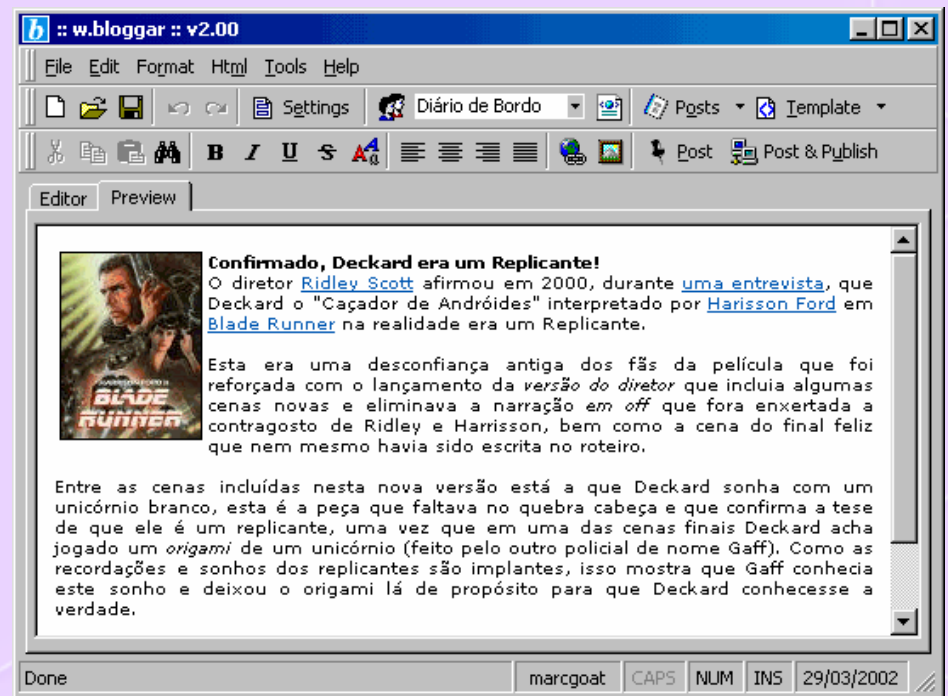 b :: w.bloggar :: v2.00
File Edit Format Html Tools Help
Settings Diário de Bordo Posts Template
B I U S Post Post & Publish
Editor Preview
Confirmado, Deckard era um Replicante!
O diretor Ridley Scott afirmou em 2000, durante uma entrevista, que
Deckard o "Caçador de Andróides" interpretado por Harisson Ford em
Blade Runner na realidade era um Replicante.
Esta era uma desconfiança antiga dos fãs da película que foi
reforçada com o lançamento da versão do diretor que incluia algumas
cenas novas e eliminava a narração em off que fora enxertada a
contragosto de Ridley e Harrisson, bem como a cena do final feliz
que nem mesmo havia sido escrita no roteiro.
BLADE
RUNNER
Entre as cenas incluídas nesta nova versão está a que Deckard sonha com um
unicórnio branco, esta é a peça que faltava no quebra cabeça e que confirma a tese
de que ele é um replicante, uma vez que em uma das cenas finais Deckard acha
jogado um origami de um unicórnio (feito pelo outro policial de nome Gaff). Como as
recordações e sonhos dos replicantes são implantes, isso mostra que Gaff conhecia
este sonho e deixou o origami lá de propósito para que Deckard conhecesse a
verdade.
Done marcgoat CAPS NUM INS 29/03/2002